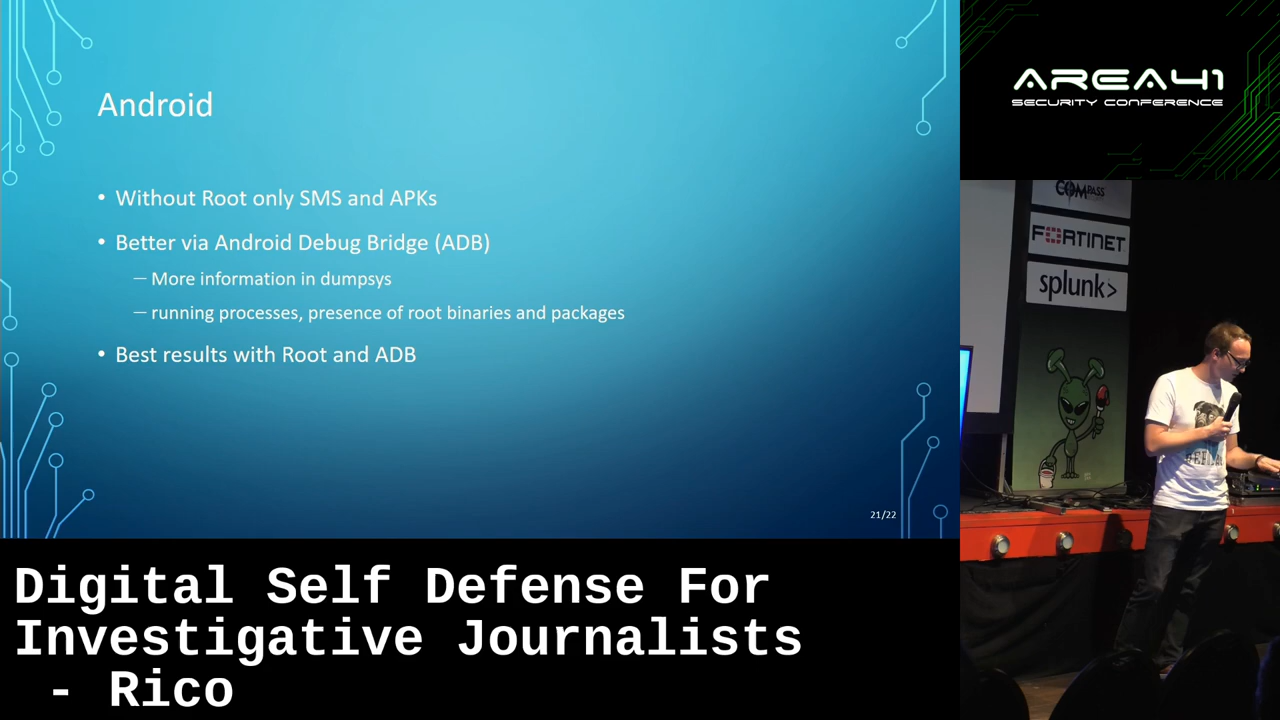 Android
• Without Root only SMS and APKs
• Better via Android Debug Bridge (ADB)
– More information in dumpsys
– running processes, presence of root binaries and packages
• Best results with Root and ADB
21/22
Digital Self Defense For
Investigative Journalists
- Rico
AREA41
SECURITY CONFERENCE
COMPASS
FORTINET
splunk>